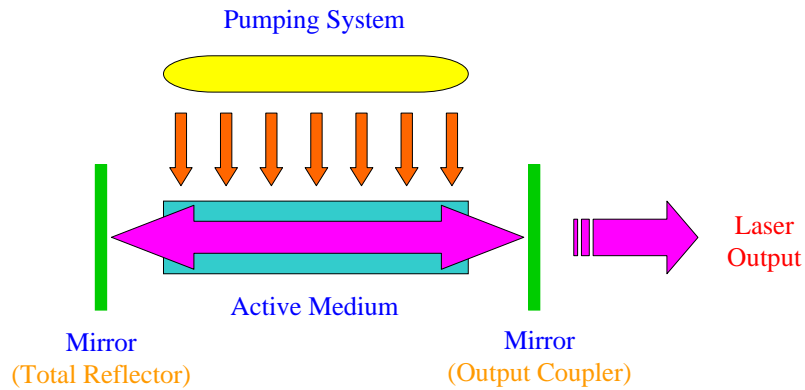 Pumping System
Laser
Output
Active Medium
Mirror
(Total Reflector)
Mirror
(Output Coupler)